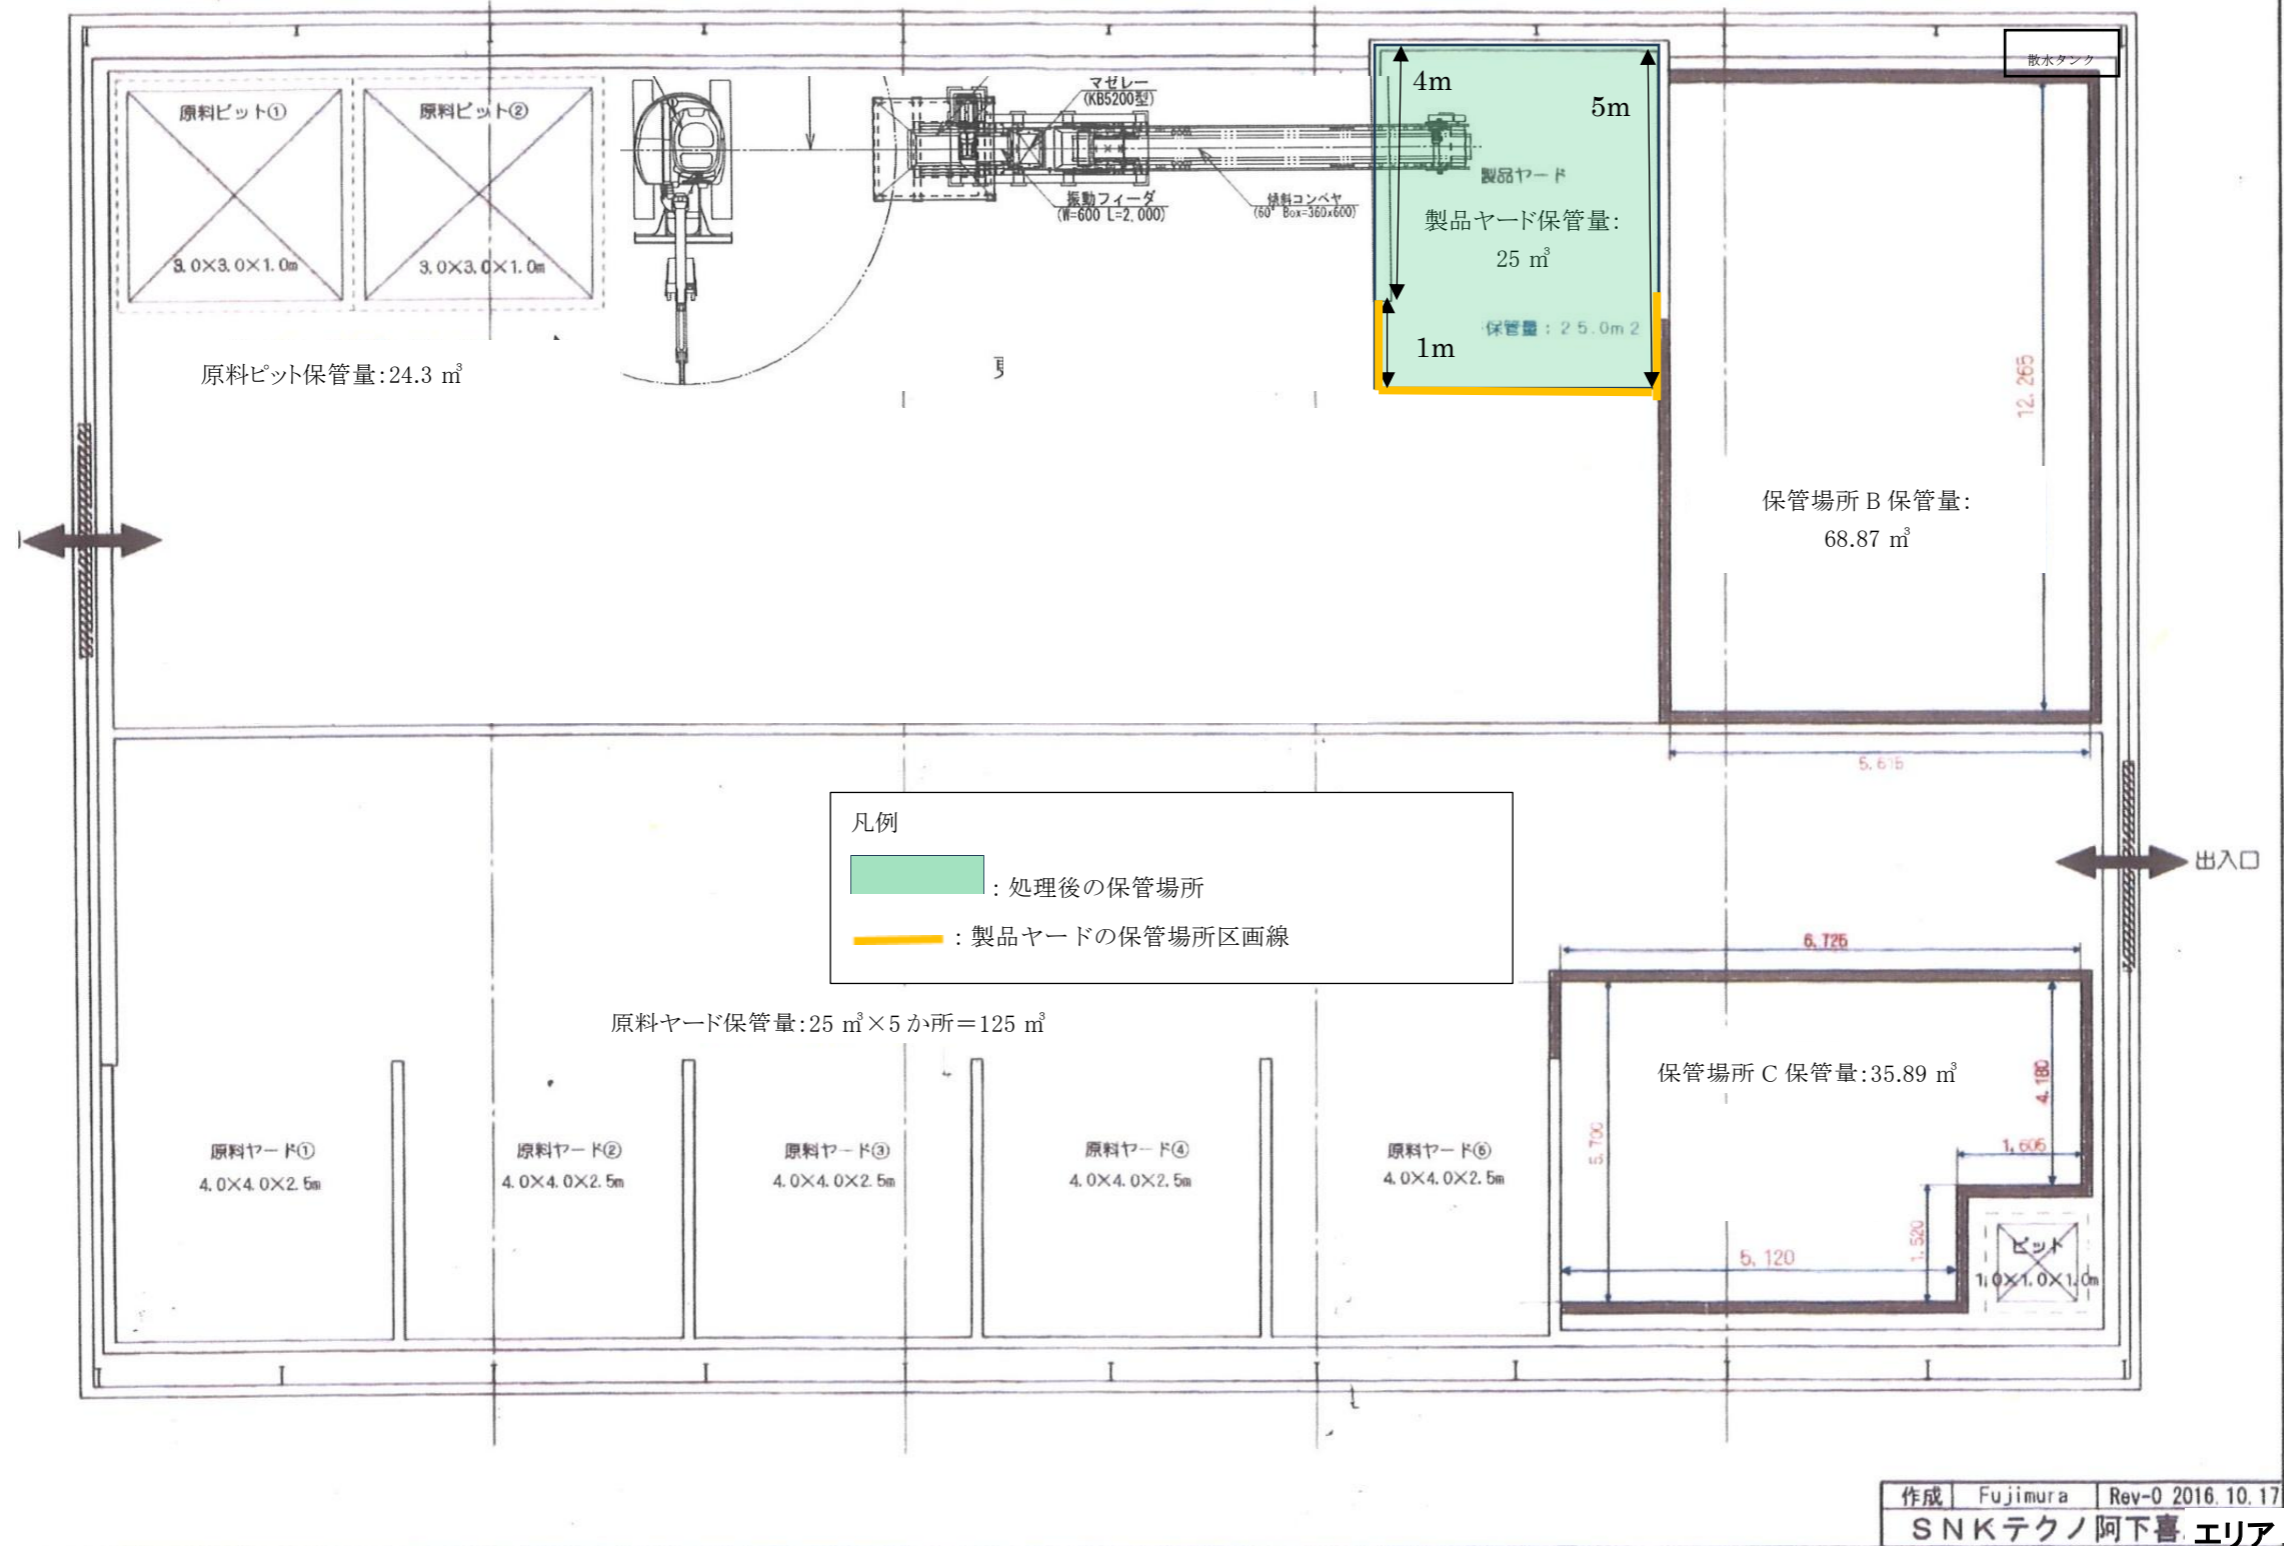 散水タンク
原料ピット①
原料ピット②
3.0×3.0×1.0m
3.0×3.0×1.0m
原料ピット保管量:24.3 ㎥
マゼレー
(KB5200型)
振動フィーダ
(W=600 L=2,000)
傾斜コンベヤ
(60° Box=360x600)
4m
5m
1m
製品ヤード
製品ヤード保管量:
25 ㎥
保管量:25.0m2
12.265
保管場所 B 保管量:
68.87 ㎥
出入口
凡例
:処理後の保管場所
:製品ヤードの保管場所区画線
原料ヤード保管量:25 ㎥×5 か所=125 ㎥
原料ヤード①
4.0×4.0×2.5m
原料ヤード②
4.0×4.0×2.5m
原料ヤード③
4.0×4.0×2.5m
原料ヤード④
4.0×4.0×2.5m
原料ヤード⑤
4.0×4.0×2.5m
6.725
保管場所 C 保管量:35.89 ㎥
4.180
5.700
1.605
1.520
5.120
ピット
1.0×1.0×1.0m
作成 Fujimura Rev-0 2016.10.17
SNKテクノ阿下喜 エリア